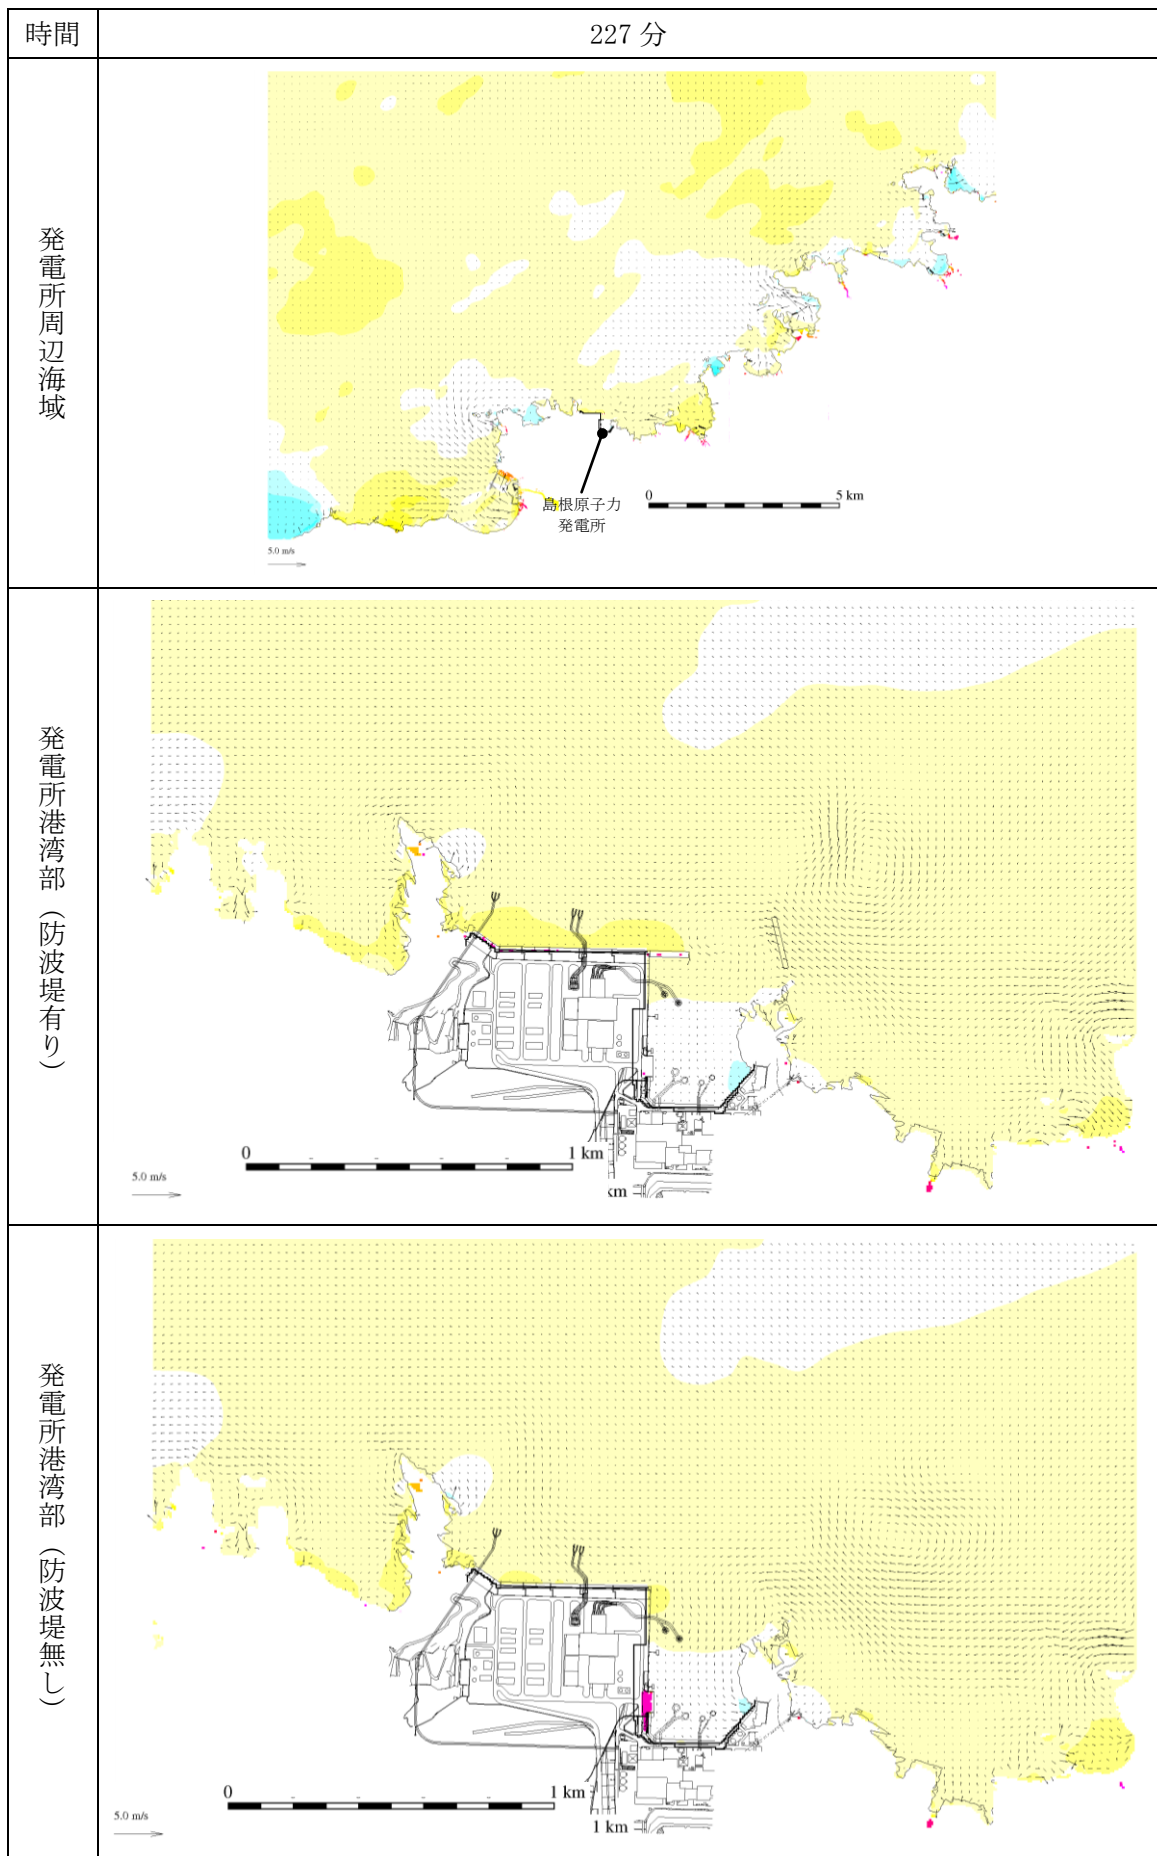 時間
227 分
発電所周辺海域
島根原子力
発電所
0
5 km
5.0 m/s
発電所港湾部（防波堤有り）
0
1 km
km
5.0 m/s
発電所港湾部（防波堤無し）
0
1 km
1 km
5.0 m/s